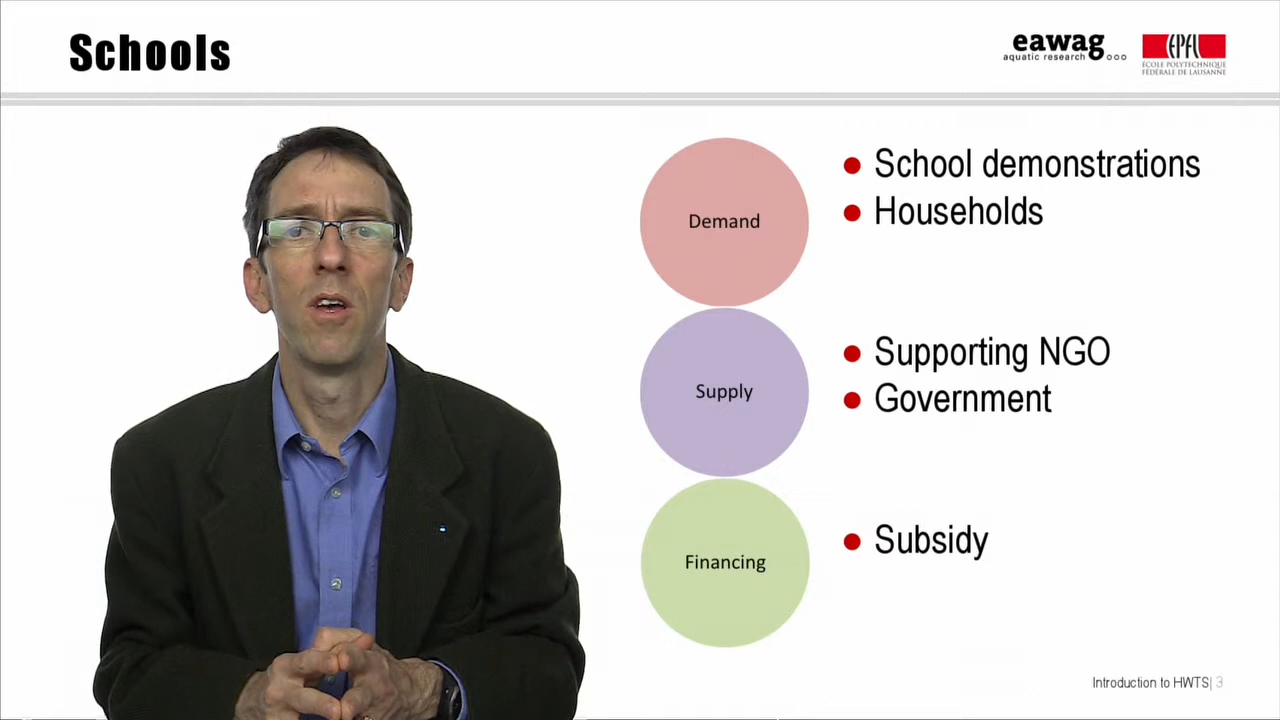 Schools
eawag
aquatic research
EPFL
ÉCOLE POLYTECHNIQUE
FÉDÉRALE DE LAUSANNE
Demand
• School demonstrations
• Households
Supply
• Supporting NGO
• Government
Financing
• Subsidy
Introduction to HWTS| 3